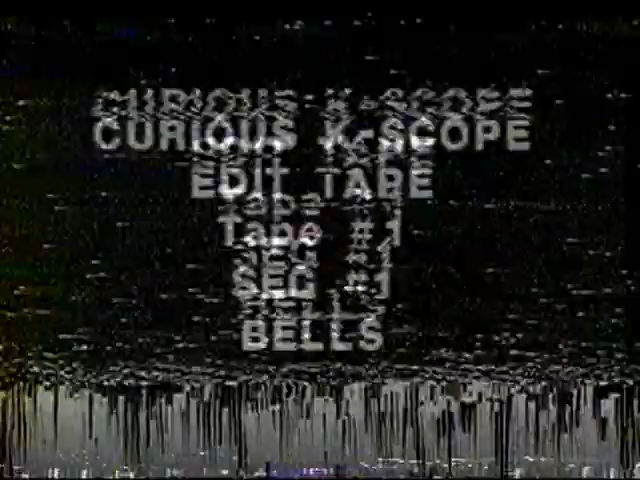 CURIOUS K-SCOPE
EDIT TAPE
Tape #1
SEG #1
BELLS